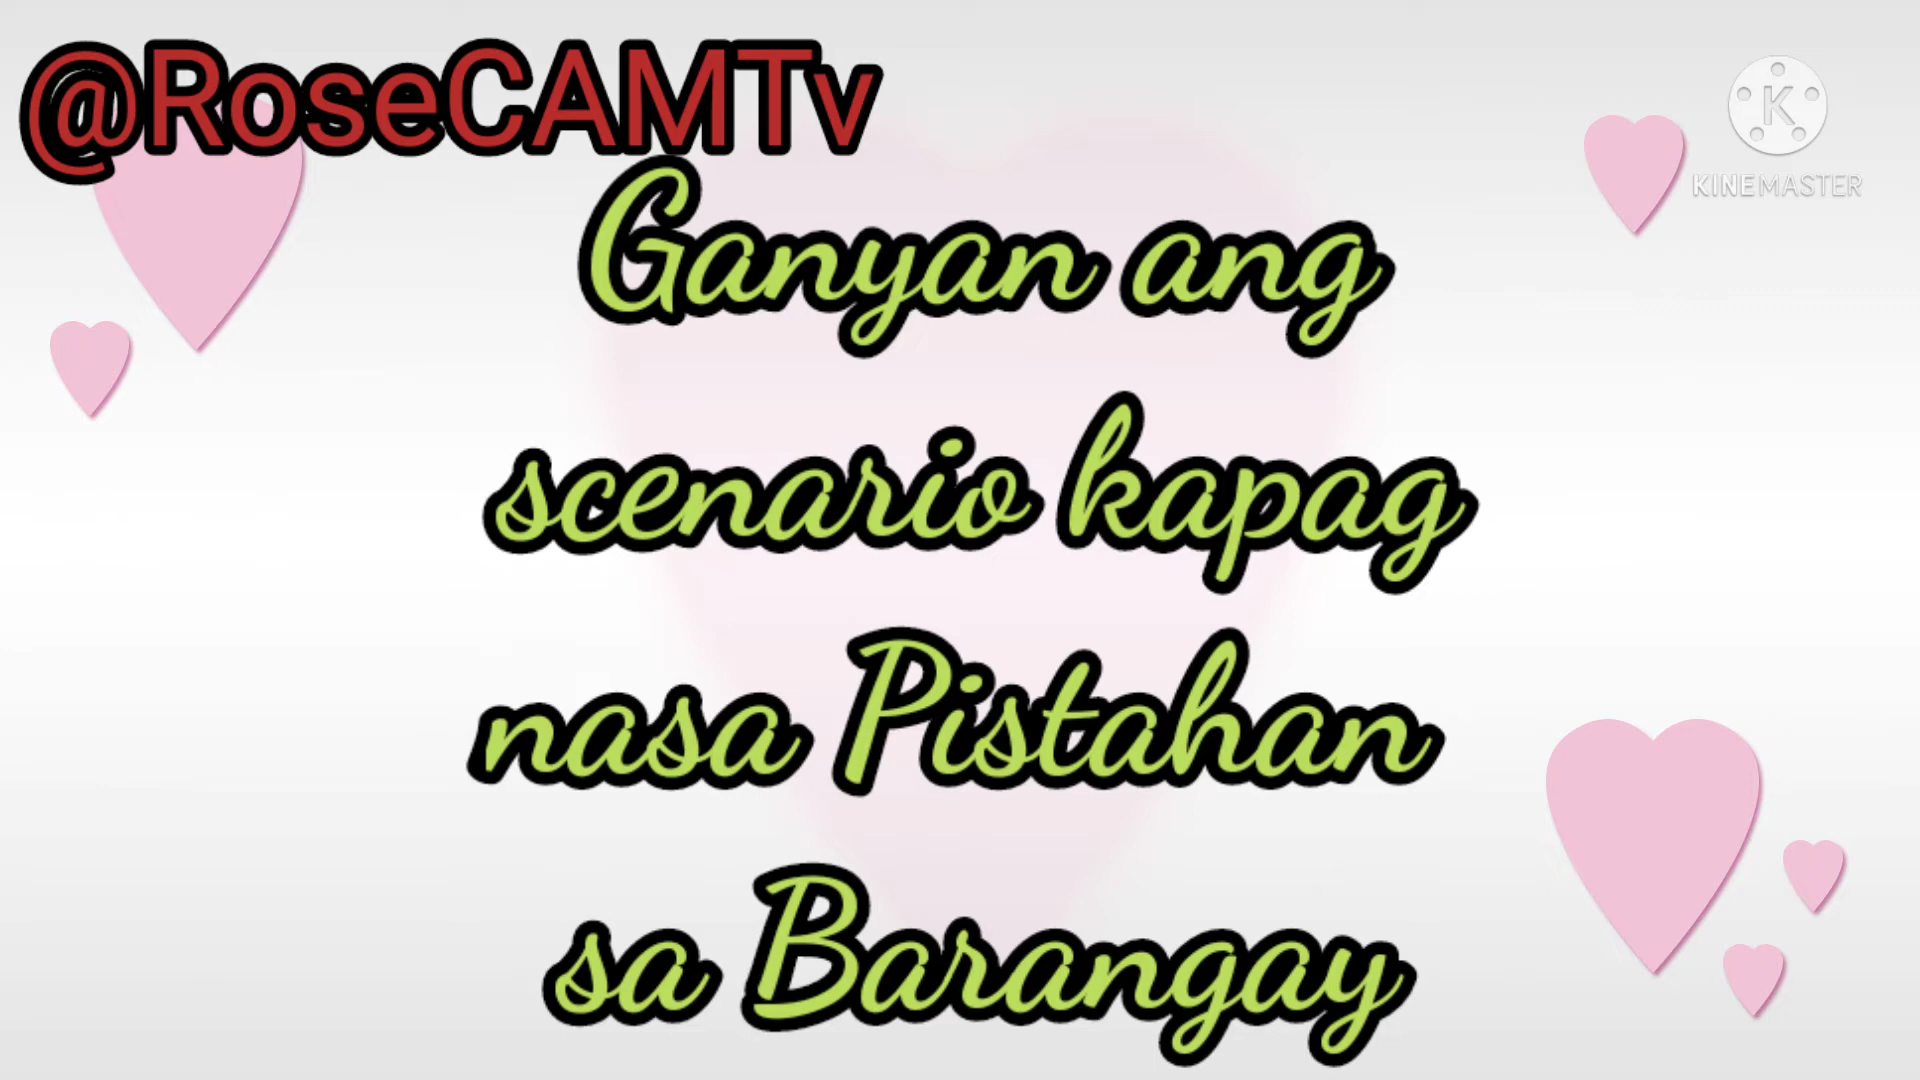 @RoseCAMTv
K
KINEMASTER
Ganyan ang
scenario kapag
nasa Pistahan
sa Barangay